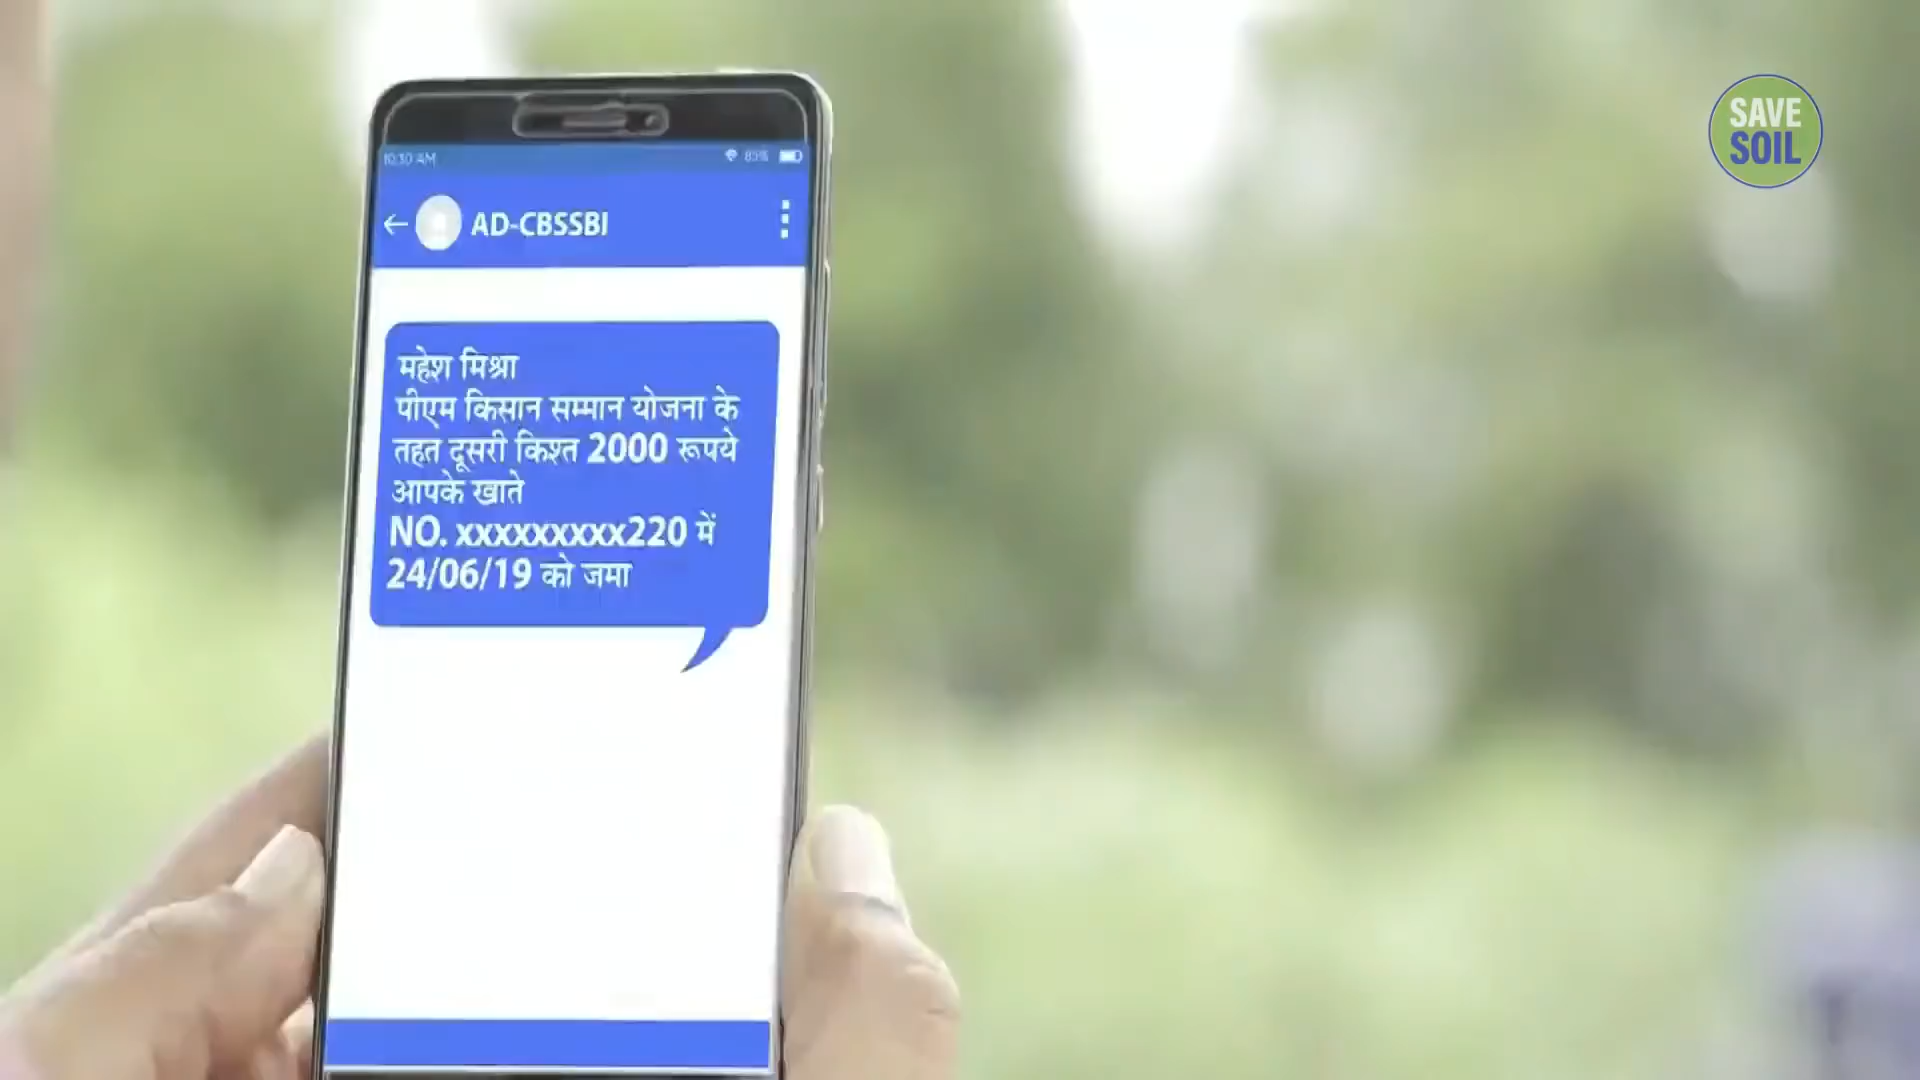 SAVE
SOIL
10:30 AM 85%
AD-CBSSBI
महेश मिश्रा
पीएम किसान सम्मान योजना के
तहत दूसरी किश्त 2000 रूपये
आपके खाते
NO. xxxxxxxxx220 में
24/06/19 को जमा